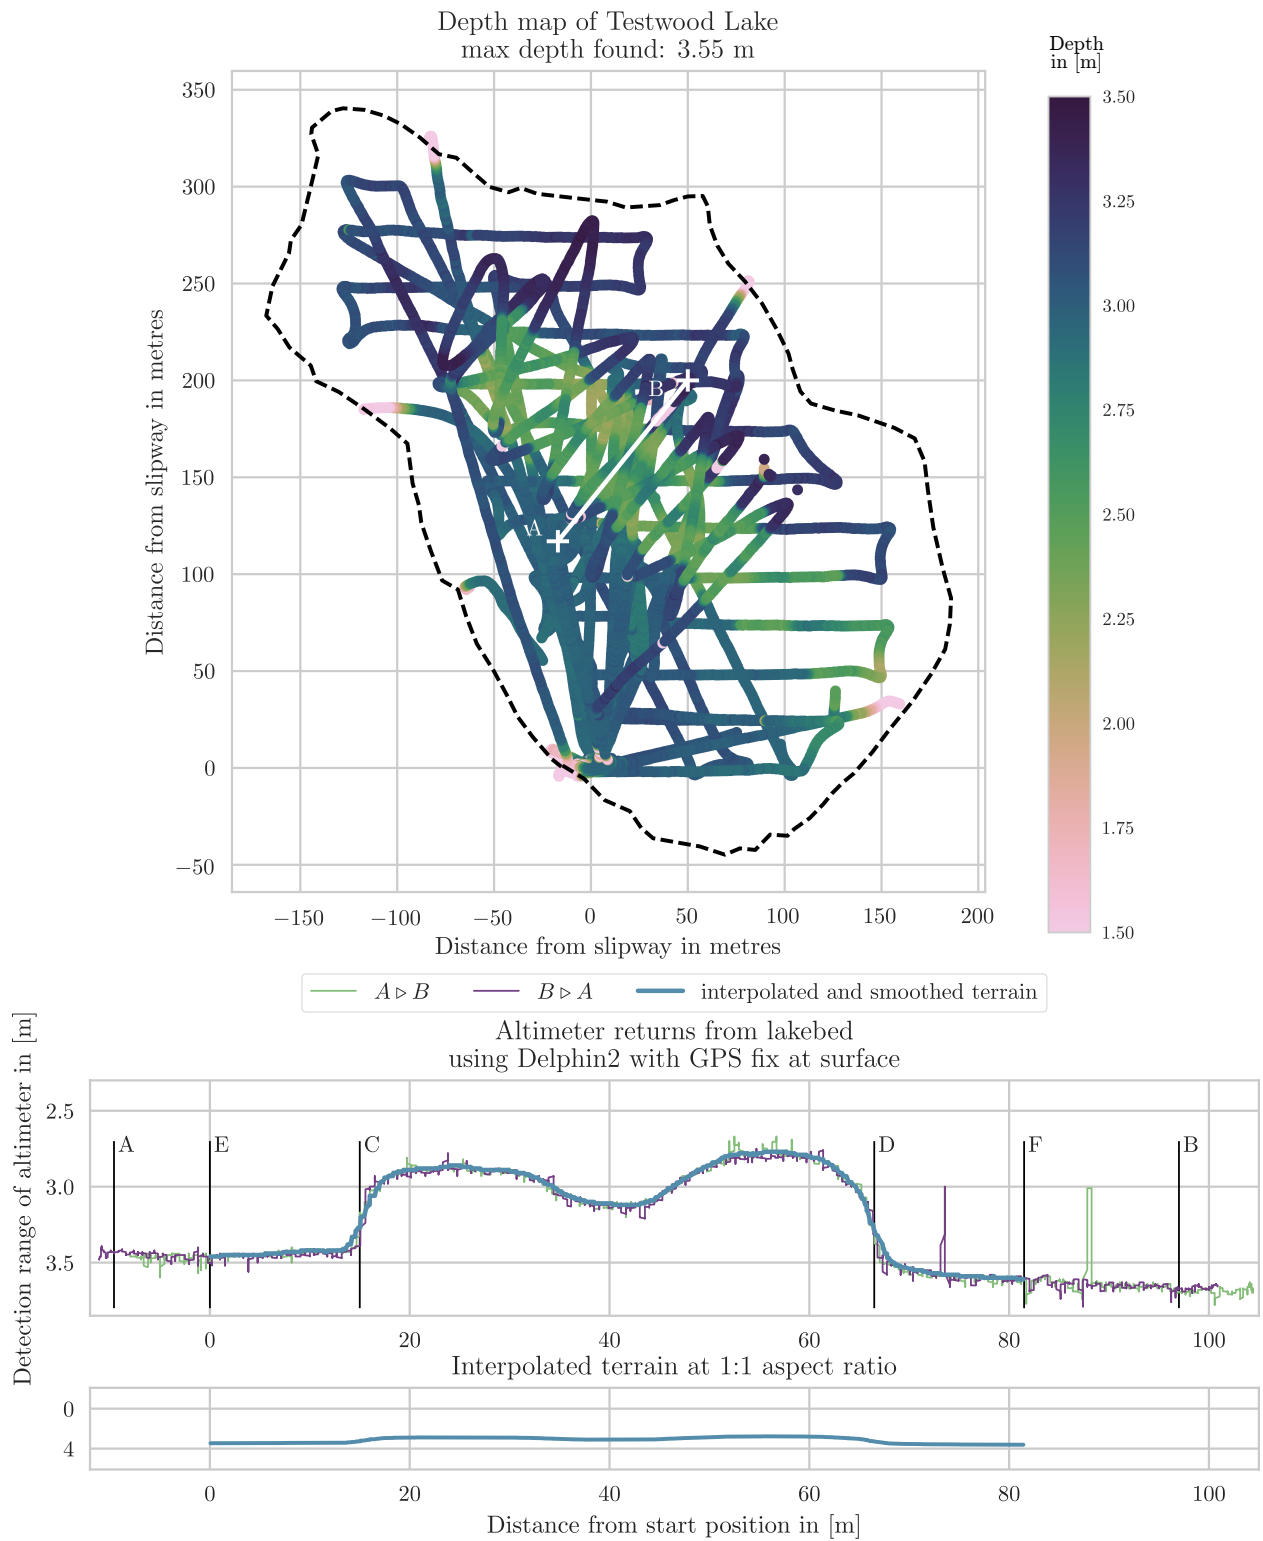 Depth map of Testwood Lake
max depth found: 3.55 m
Depth
in [m]
350
300
250
200
150
100
50
0
−50
Distance from slipway in metres
B
A
3.50
3.25
3.00
2.75
2.50
2.25
2.00
1.75
1.50
−150 −100 −50 0 50 100 150 200
Distance from slipway in metres
A ▷ B B ▷ A interpolated and smoothed terrain
Altimeter returns from lakebed
using Delphin2 with GPS fix at surface
Detection range of altimeter in [m]
2.5
3.0
3.5
A E C D F B
0 20 40 60 80 100
Interpolated terrain at 1:1 aspect ratio
0
4
0 20 40 60 80 100
Distance from start position in [m]